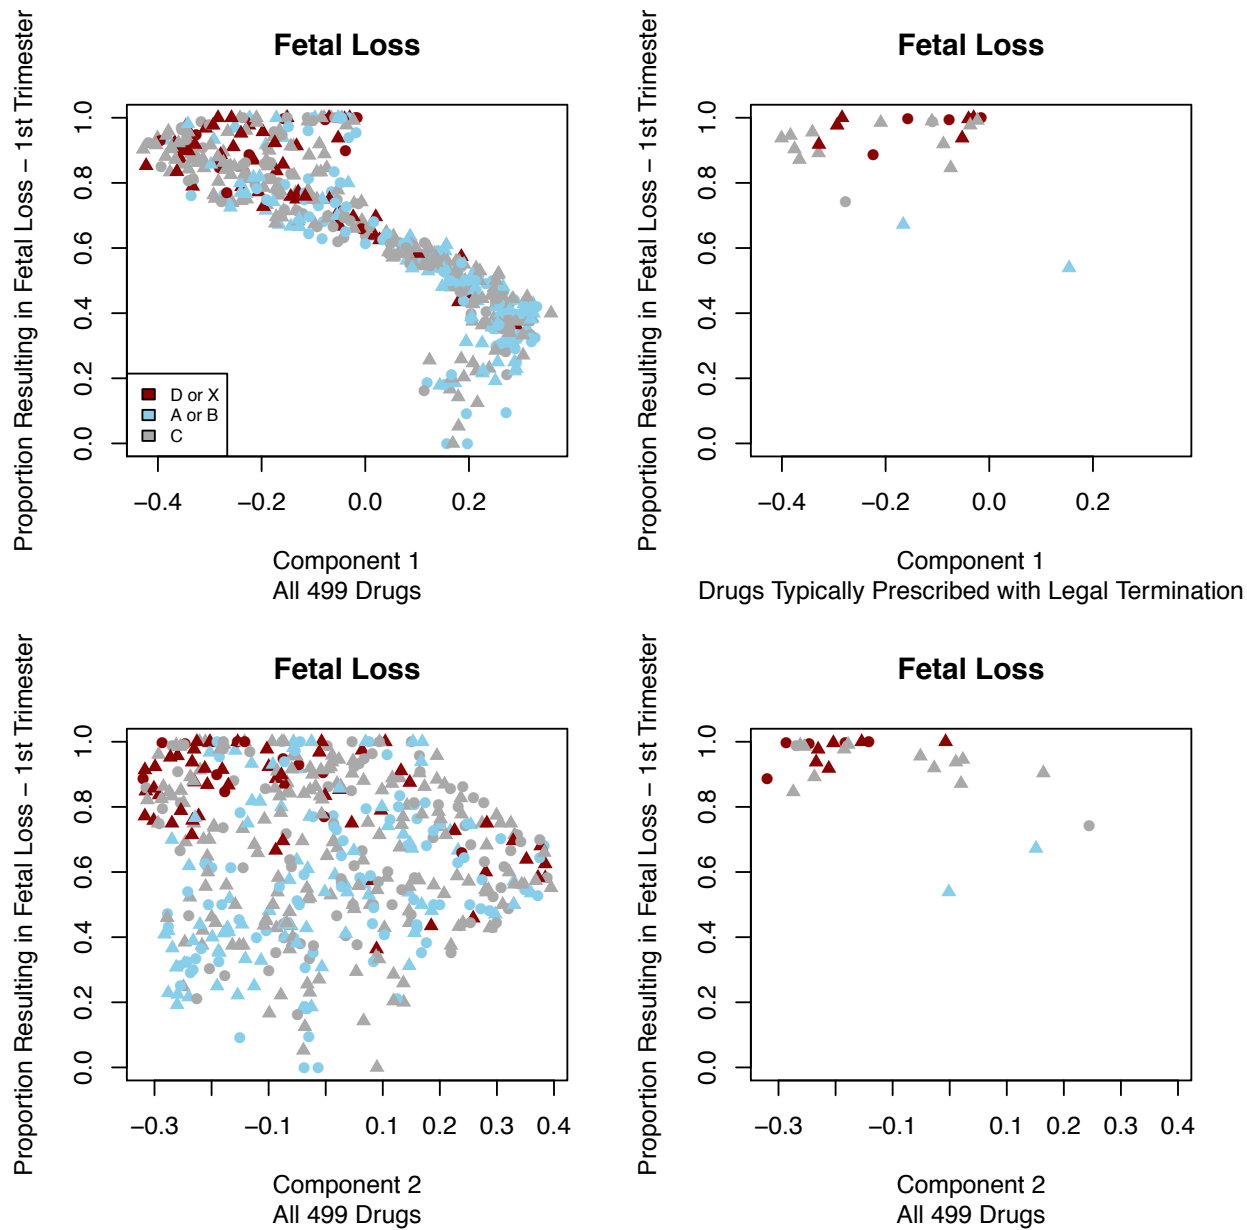 Fetal Loss
Proportion Resulting in Fetal Loss – 1st Trimester
1.0
0.8
0.6
0.4
0.2
0.0
D or X
A or B
C
−0.4
−0.2
0.0
0.2
Component 1
All 499 Drugs
Fetal Loss
Proportion Resulting in Fetal Loss – 1st Trimester
1.0
0.8
0.6
0.4
0.2
0.0
−0.4
−0.2
0.0
0.2
Component 1
Drugs Typically Prescribed with Legal Termination
Fetal Loss
Proportion Resulting in Fetal Loss – 1st Trimester
1.0
0.8
0.6
0.4
0.2
0.0
−0.3
−0.1
0.1
0.2
0.3
0.4
Component 2
All 499 Drugs
Fetal Loss
Proportion Resulting in Fetal Loss – 1st Trimester
1.0
0.8
0.6
0.4
0.2
0.0
−0.3
−0.1
0.1
0.2
0.3
0.4
Component 2
All 499 Drugs